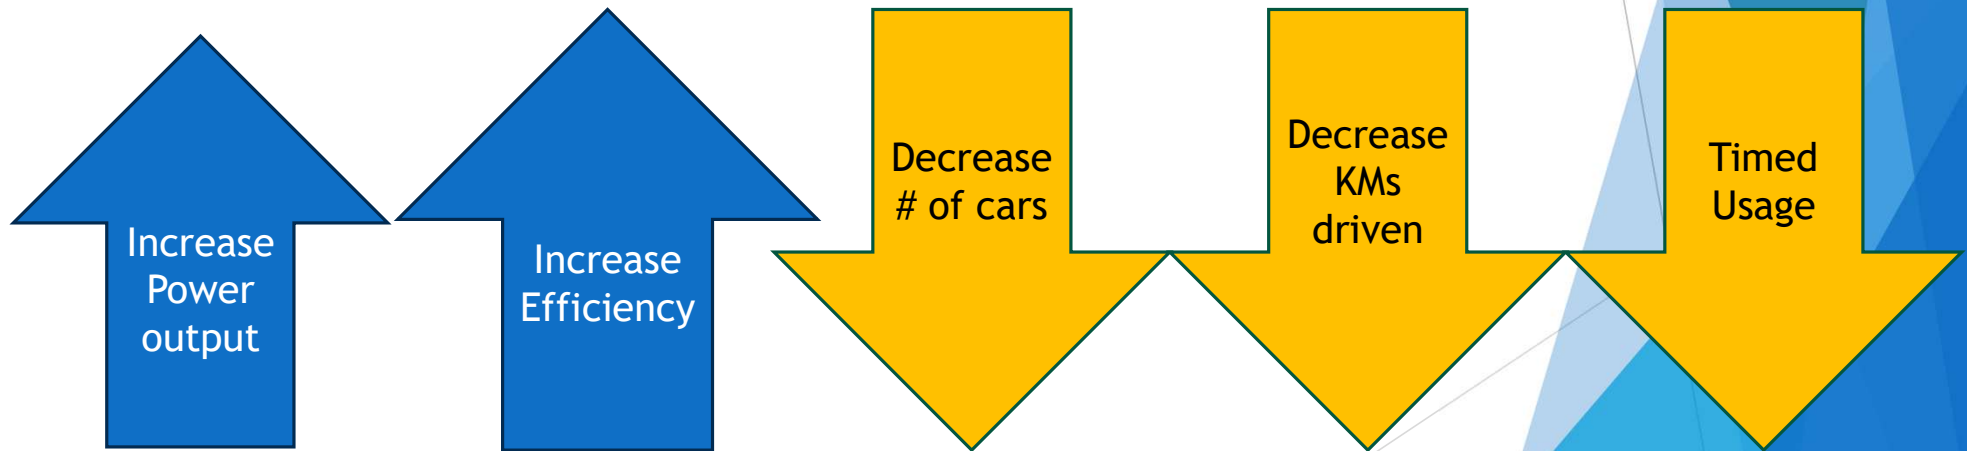 Increase
Power
output
Increase
Efficiency
Decrease
# of cars
Decrease
KMs
driven
Timed
Usage